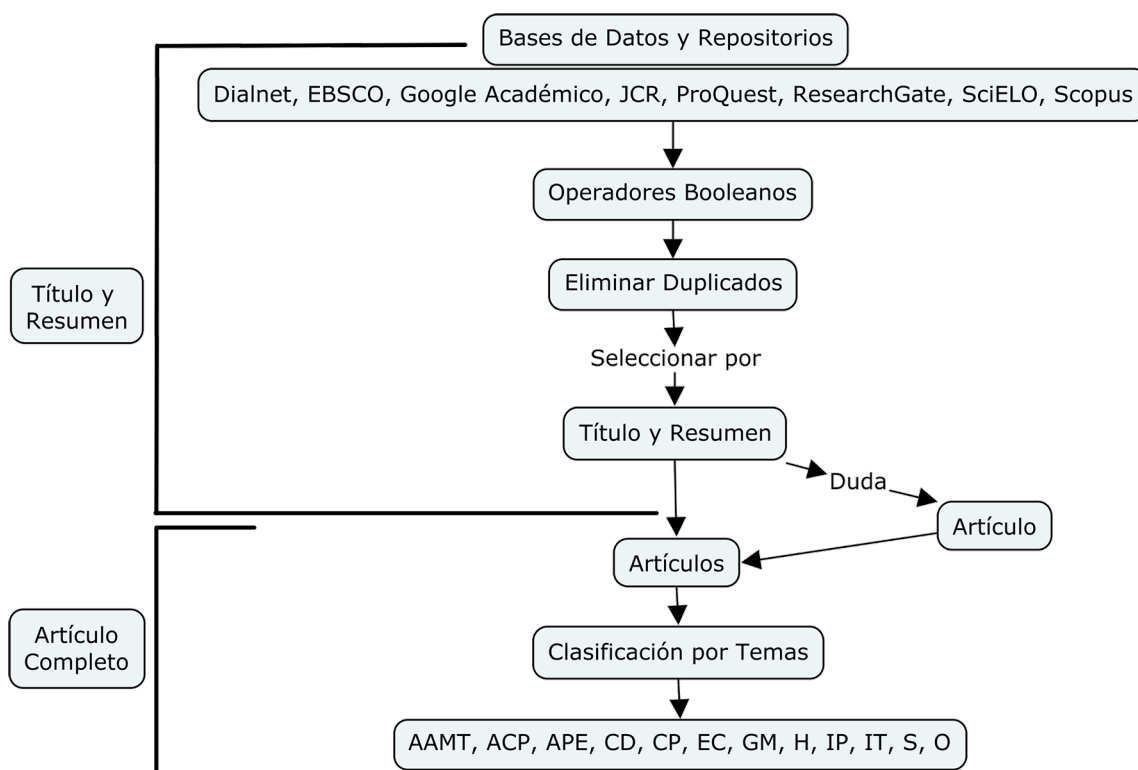 Bases de Datos y Repositorios
Dialnet, EBSCO, Google Académico, JCR, ProQuest, ResearchGate, SciELO, Scopus
Operadores Booleanos
Eliminar Duplicados
Título y
Resumen
Seleccionar por
Título y Resumen
Duda
Artículo
Artículos
Artículo
Completo
Clasificación por Temas
AAMT, ACP, APE, CD, CP, EC, GM, H, IP, IT, S, O